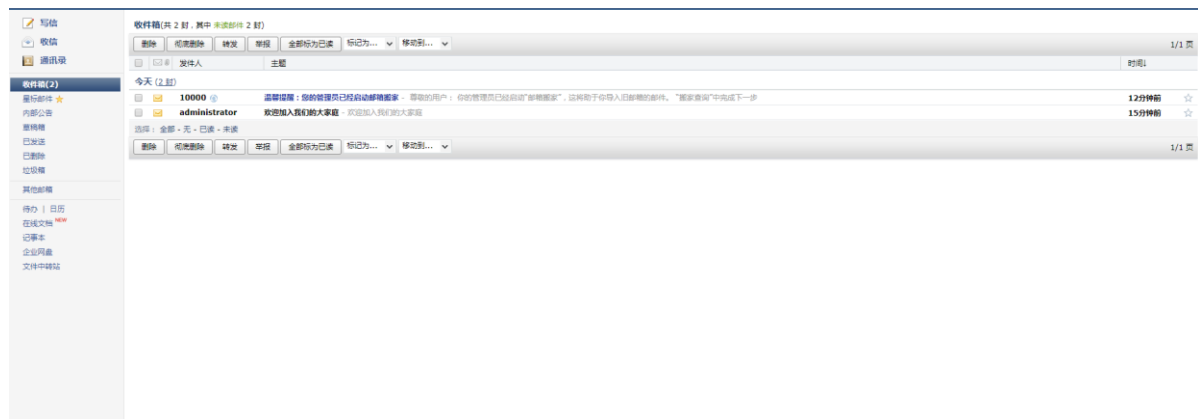 写信
收信
通讯录
收件箱(2)
星标邮件
内部公告
草稿箱
已发送
已删除
垃圾箱
其他邮箱
待办 | 日历
在线文档 NEW
记事本
企业网盘
文件中转站
收件箱(共 2 封，其中 未读邮件 2 封)
删除 彻底删除 转发 举报 全部标为已读 标记为... 移动到... 1/1 页
发件人 主题 时间↓
今天 (2 封)
10000 温馨提醒：您的管理员已经启动邮箱搬家 - 尊敬的用户： 你的管理员已经启动"邮箱搬家"，这将助于你导入旧邮箱的邮件。 "搬家查询"中完成下一步 12分钟前
administrator 欢迎加入我们的大家庭 - 欢迎加入我们的大家庭 15分钟前
选择： 全部 - 无 - 已读 - 未读
删除 彻底删除 转发 举报 全部标为已读 标记为... 移动到... 1/1 页